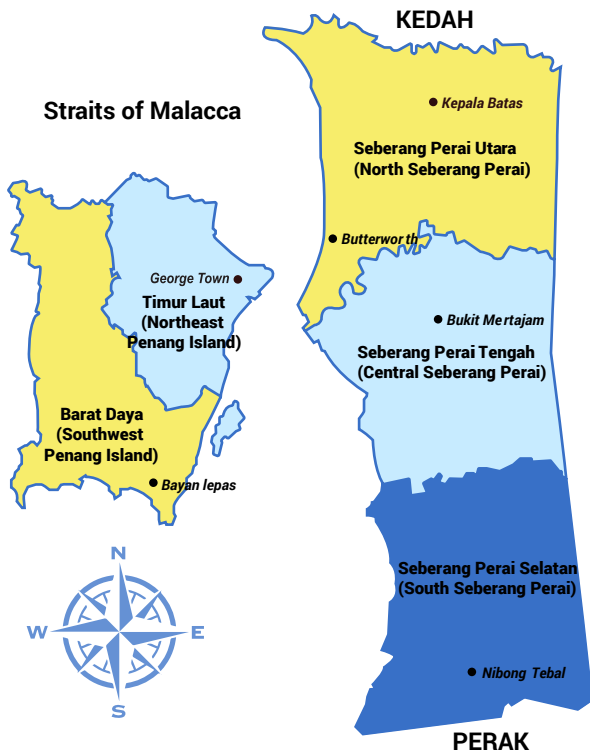 KEDAH
Straits of Malacca
Kepala Batas
Seberang Perai Utara
(North Seberang Perai)
Butterworth
George Town
Timur Laut
(Northeast
Penang Island)
Bukit Mertajam
Seberang Perai Tengah
(Central Seberang Perai)
Barat Daya
(Southwest
Penang Island)
Bayan lepas
N
W
E
S
Seberang Perai Selatan
(South Seberang Perai)
Nibong Tebal
PERAK